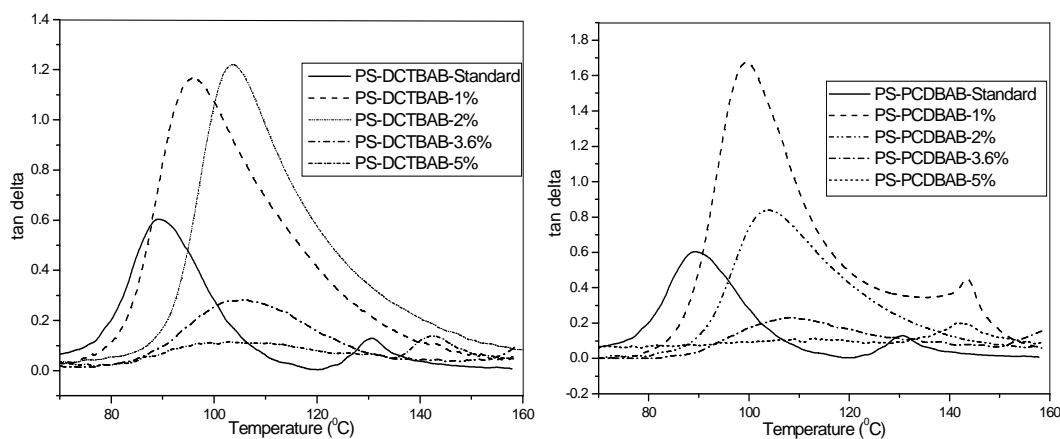 1.4
1.2
1.0
0.8
0.6
0.4
0.2
0.0
tan delta
PS-DCTBAB-Standard
PS-DCTBAB-1%
PS-DCTBAB-2%
PS-DCTBAB-3.6%
PS-DCTBAB-5%
80 100 120 140 160
Temperature (⁰C)
1.8
1.6
1.4
1.2
1.0
0.8
0.6
0.4
0.2
0.0
-0.2
tan delta
PS-PCDBAB-Standard
PS-PCDBAB-1%
PS-PCDBAB-2%
PS-PCDBAB-3.6%
PS-PCDBAB-5%
80 100 120 140 160
Temperature (⁰C)